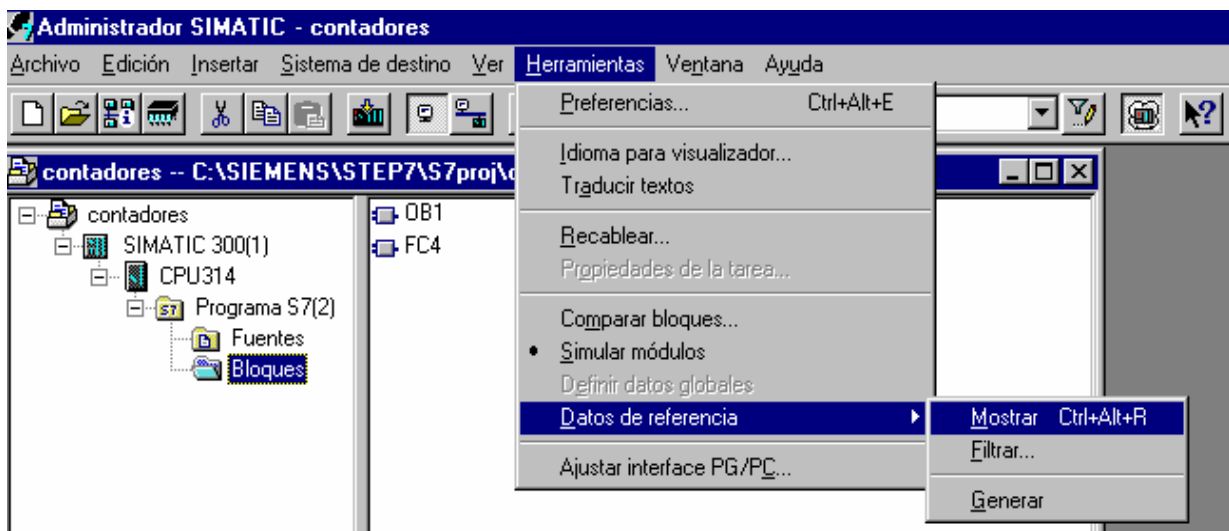 Administrador SIMATIC - contadores
Archivo Edición Insertar Sistema de destino Ver Herramientas Ventana Ayuda
Preferencias... Ctrl+Alt+E
contadores -- C:\SIEMENS\STEP7\S7proj\
Idioma para visualizador...
Traducir textos
contadores
OB1
SIMATIC 300(1)
FC4
Recablear...
CPU314
Propiedades de la tarea...
Programa S7(2)
Comparar bloques...
Fuentes
Simular módulos
Bloques
Definir datos globales
Datos de referencia
Mostrar Ctrl+Alt+R
Filtrar...
Ajustar interface PG/PC...
Generar